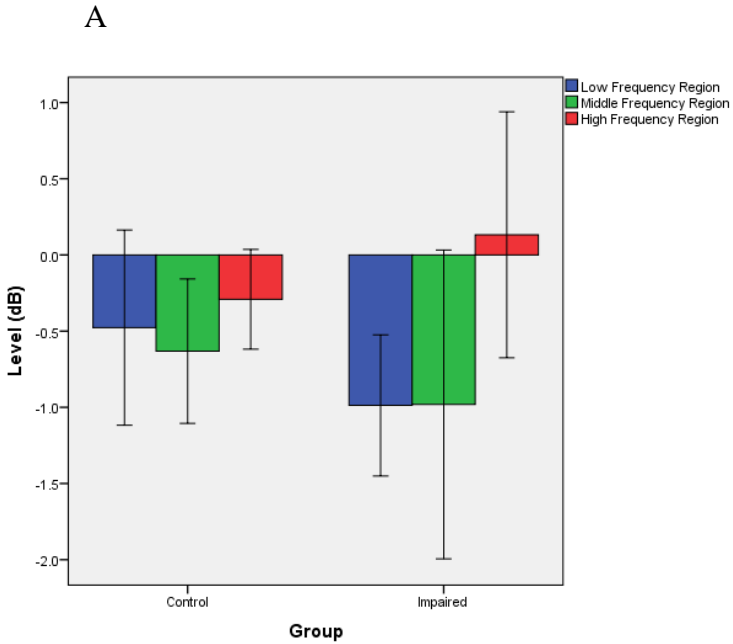 A
Low Frequency Region
Middle Frequency Region
High Frequency Region
1.0
0.5
0.0
-0.5
-1.0
-1.5
-2.0
Level (dB)
Control Impaired
Group